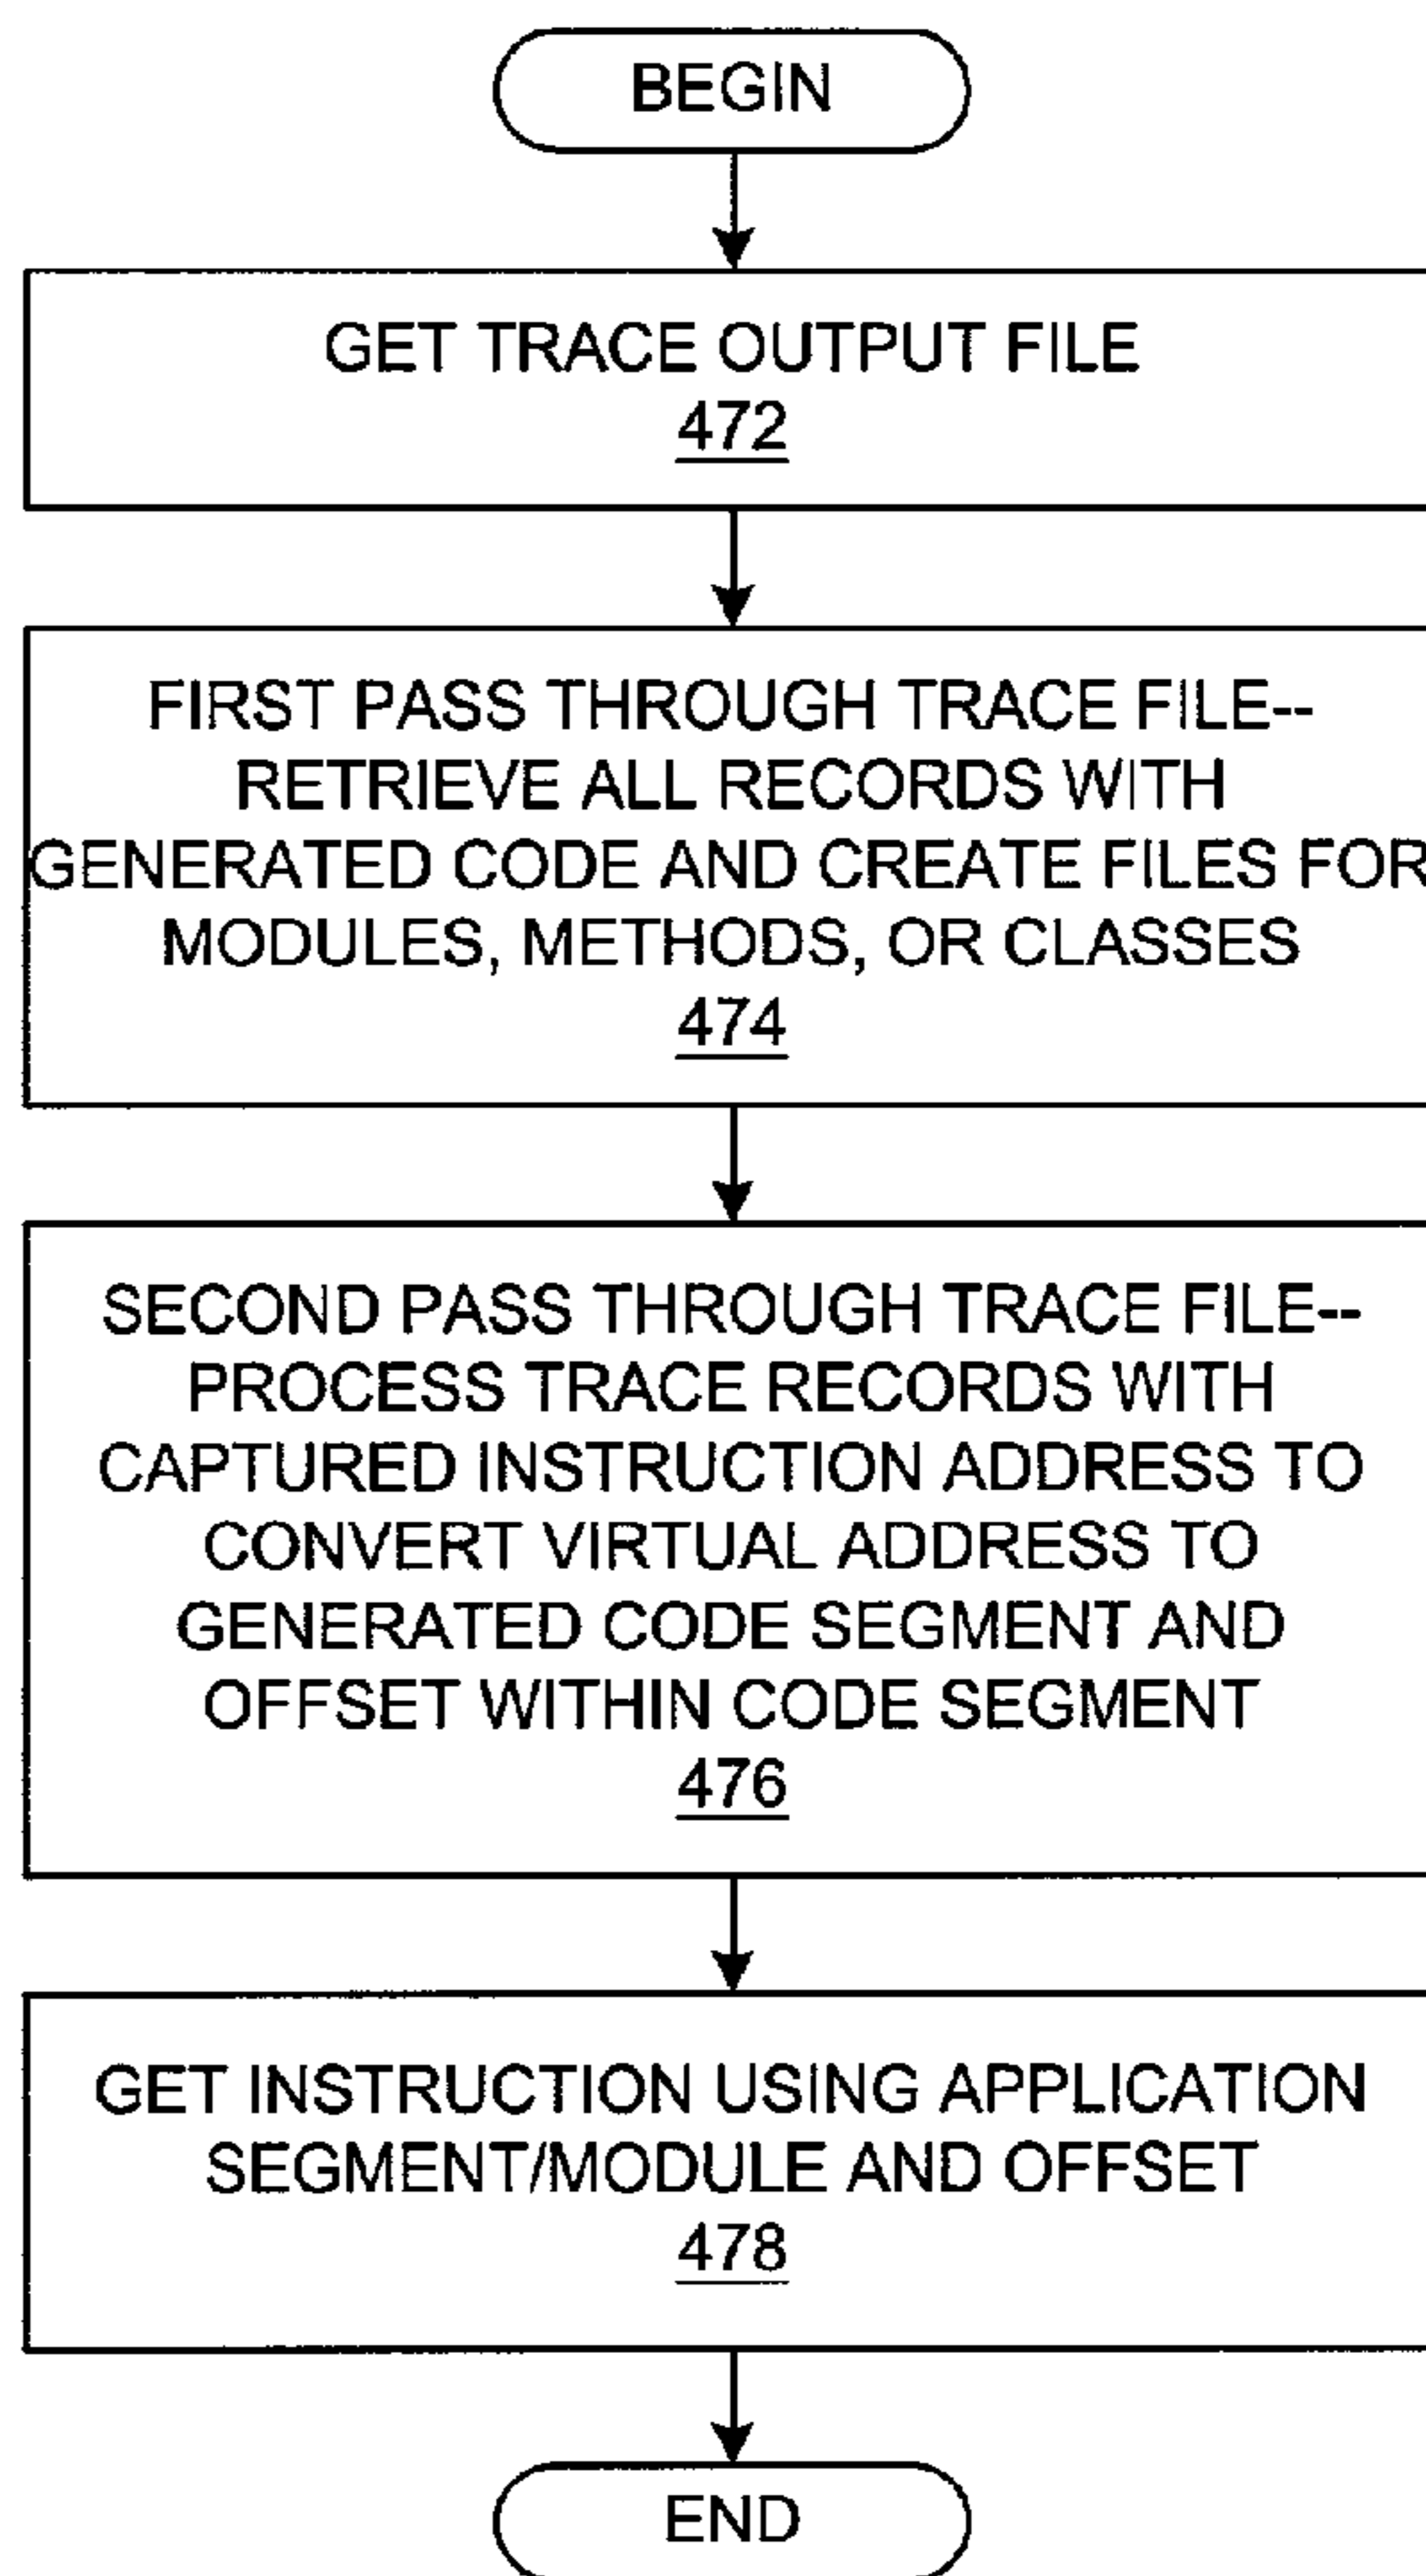 BEGIN
GET TRACE OUTPUT FILE
472
FIRST PASS THROUGH TRACE FILE--
RETRIEVE ALL RECORDS WITH
GENERATED CODE AND CREATE FILES FOR
MODULES, METHODS, OR CLASSES
474
SECOND PASS THROUGH TRACE FILE--
PROCESS TRACE RECORDS WITH
CAPTURED INSTRUCTION ADDRESS TO
CONVERT VIRTUAL ADDRESS TO
GENERATED CODE SEGMENT AND
OFFSET WITHIN CODE SEGMENT
476
GET INSTRUCTION USING APPLICATION
SEGMENT/MODULE AND OFFSET
478
END